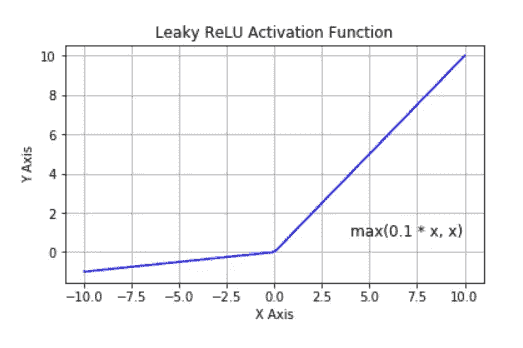 Leaky ReLU Activation Function
10
8
6
4
2
0
Y Axis
max(0.1 * x, x)
−10.0 −7.5 −5.0 −2.5 0.0 2.5 5.0 7.5 10.0
X Axis